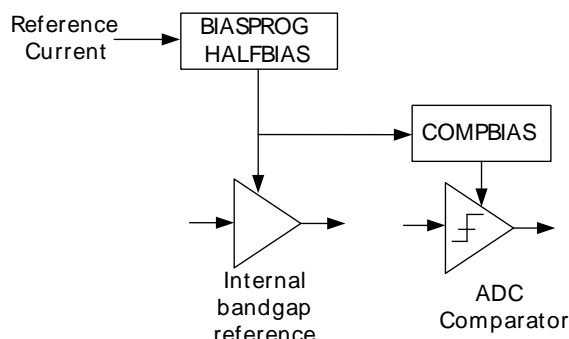 Reference
Current
BIASPROG
HALFBIAS
COMPBIAS
Internal
bandgap
reference
ADC
Comparator